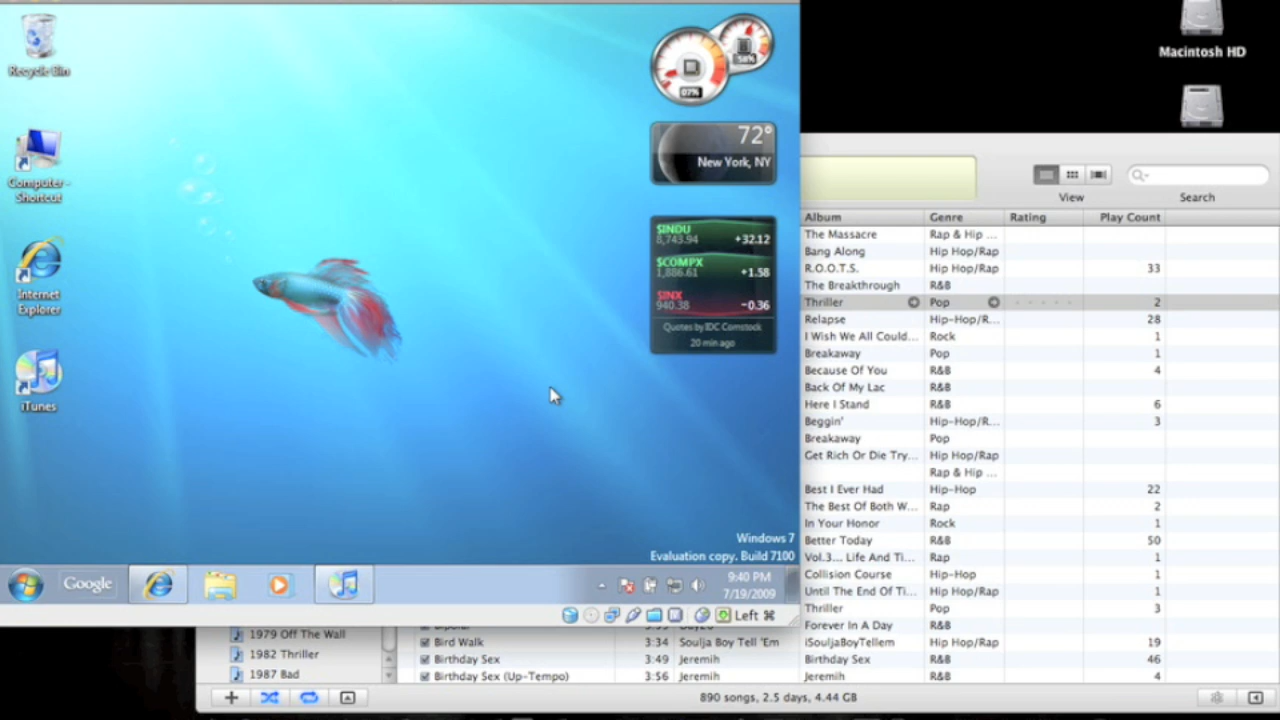 Recycle Bin
Computer - Shortcut
Internet Explorer
iTunes
07%
58%
72°
New York, NY
$INDU
8,743.94 +32.12
$COMPX
1,886.61 +1.58
$INX
940.38 -0.36
Quotes by IDC Comstock
20 min ago
Windows 7
Evaluation copy. Build 7100
Google
9:40 PM
7/19/2009
Left ⌘
Macintosh HD
View
Search
Album Genre Rating Play Count
The Massacre Rap & Hip ...
Bang Along Hip Hop/Rap
R.O.O.T.S. Hip Hop/Rap 33
The Breakthrough R&B
Thriller Pop 2
Relapse Hip-Hop/R... 28
I Wish We All Could... Rock 1
Breakaway Pop 1
Because Of You R&B 4
Back Of My Lac R&B
Here I Stand R&B 6
Beggin' Hip-Hop/R... 3
Breakaway Pop
Get Rich Or Die Try... Hip Hop/Rap
Rap & Hip ...
Best I Ever Had Hip-Hop 22
The Best Of Both W... Rap 2
In Your Honor Rock 1
Better Today R&B 50
Vol.3... Life And Ti... Rap 1
Collision Course Hip-Hop 1
Until The End Of Ti... Hip Hop/Rap 1
Thriller Pop 3
Forever In A Day R&B
1979 Off The Wall
1982 Thriller
1987 Bad
Bird Walk 3:34 Soulja Boy Tell 'Em iSouljaBoyTellem Hip Hop/Rap 19
Birthday Sex 3:49 Jeremih Birthday Sex R&B 46
Birthday Sex (Up-Tempo) 3:56 Jeremih Jeremih R&B 4
890 songs, 2.5 days, 4.44 GB